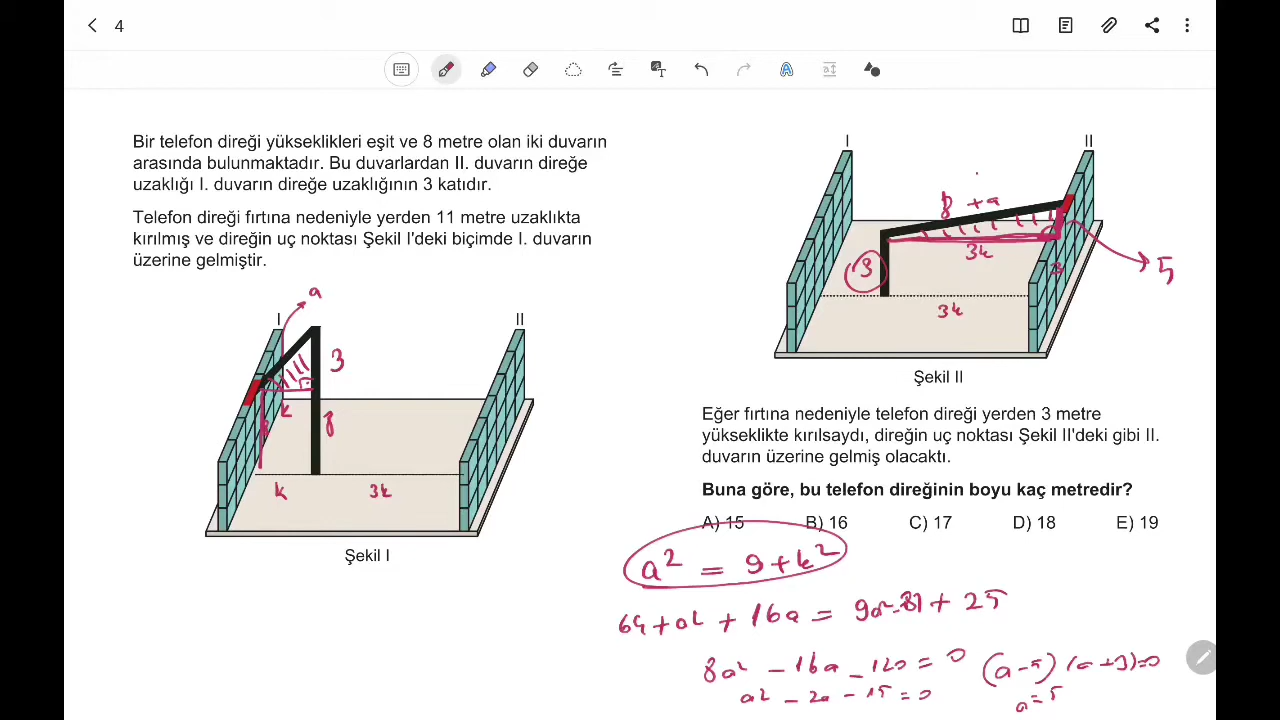 4
Bir telefon direği yükseklikleri eşit ve 8 metre olan iki duvarın
arasında bulunmaktadır. Bu duvarlardan II. duvarın direğe
uzaklığı I. duvarın direğe uzaklığının 3 katıdır.
Telefon direği fırtına nedeniyle yerden 11 metre uzaklıkta
kırılmış ve direğin uç noktası Şekil I'deki biçimde I. duvarın
üzerine gelmiştir.
a
I
II
3
k
8
k
3k
Şekil I
I
II
8 + a
3
3k
3
5
3k
Şekil II
Eğer fırtına nedeniyle telefon direği yerden 3 metre
yükseklikte kırılsaydı, direğin uç noktası Şekil II'deki gibi II.
duvarın üzerine gelmiş olacaktı.
Buna göre, bu telefon direğinin boyu kaç metredir?
A) 15 B) 16 C) 17 D) 18 E) 19
a² = 9 + k²
64 + a² + 16a = 9a² - 81 + 25
8a² - 16a - 120 = 0 (a - 5) (a + 3) = 0
a² - 2a - 15 = 0 a = 5